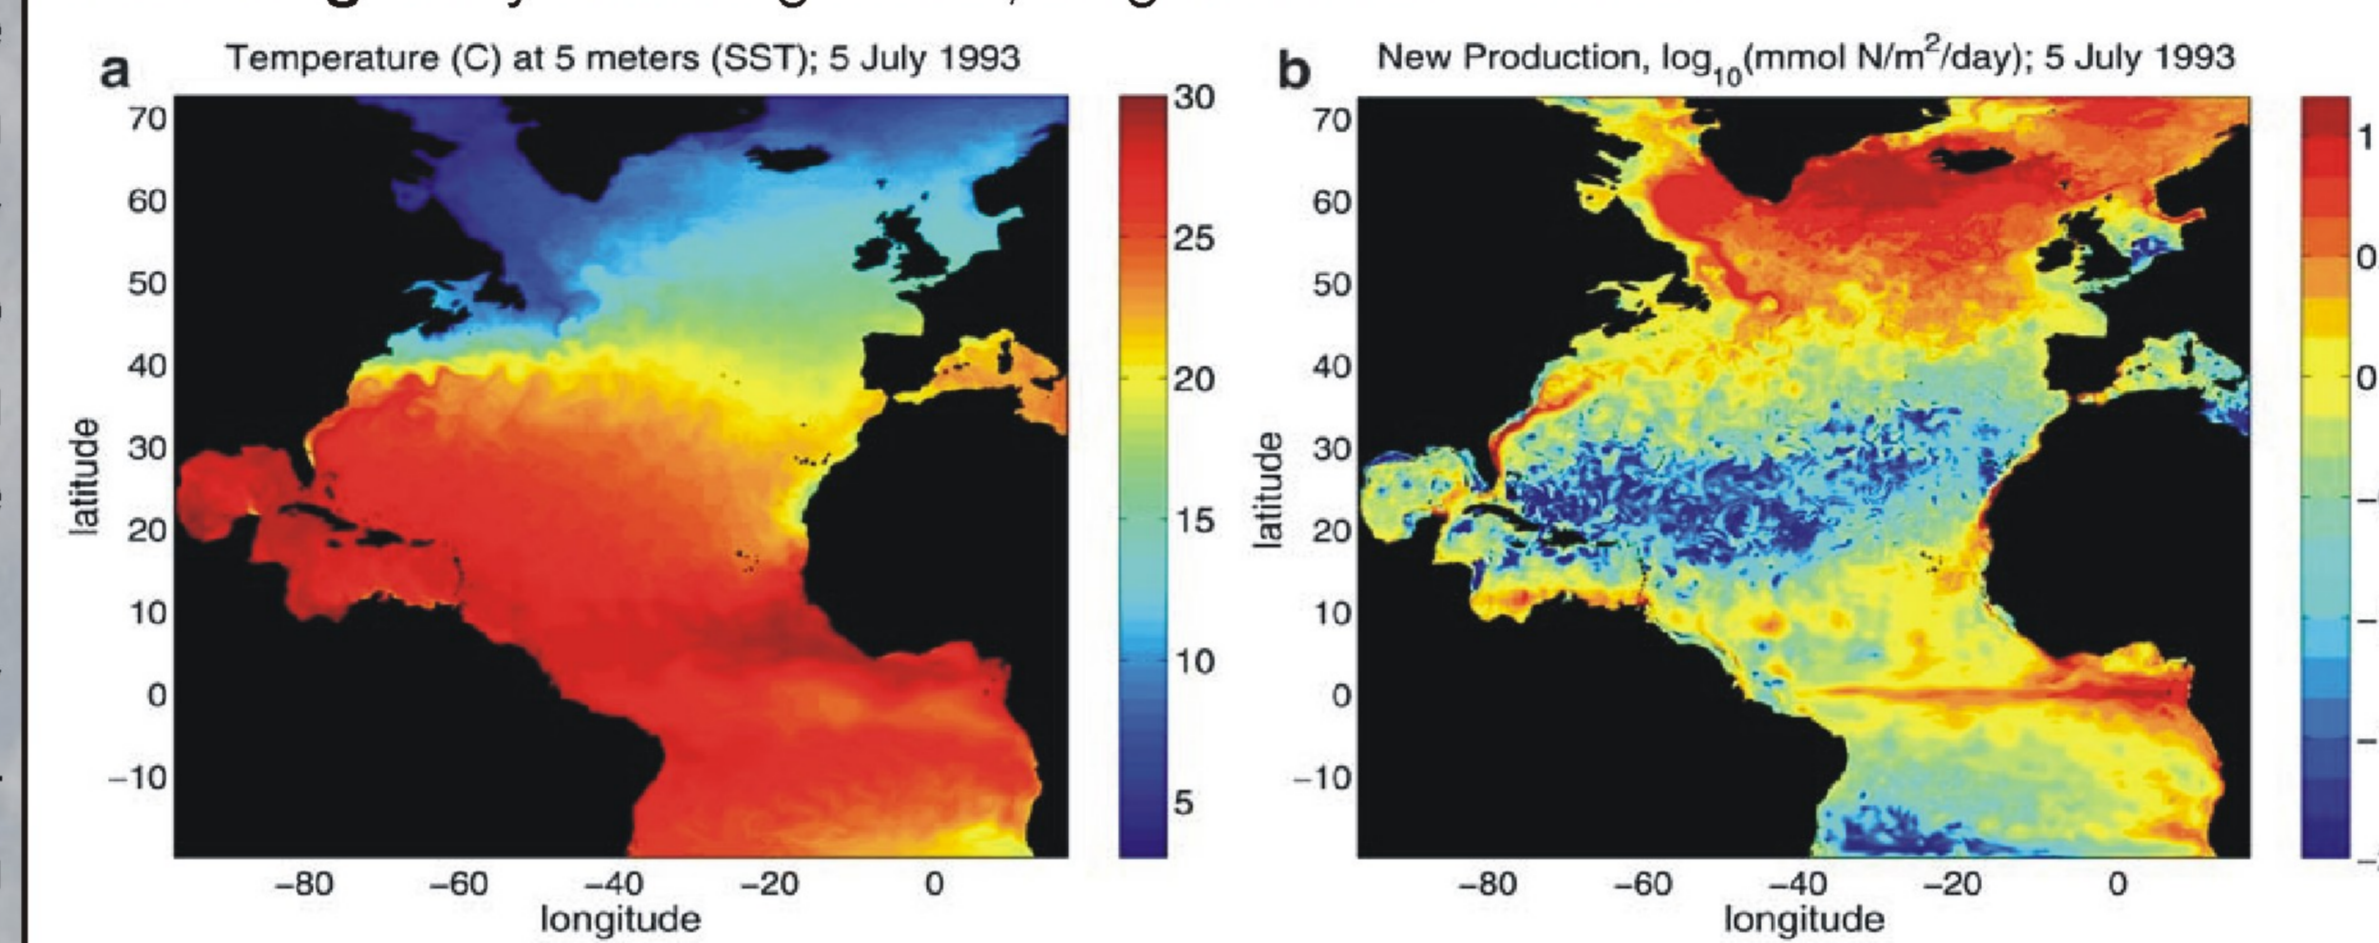 a
Temperature (C) at 5 meters (SST); 5 July 1993
70
60
50
40
30
20
10
0
−10
latitude
−80 −60 −40 −20 0
longitude
30
25
20
15
10
5
b
New Production, log10(mmol N/m2/day); 5 July 1993
70
60
50
40
30
20
10
0
−10
latitude
−80 −60 −40 −20 0
longitude
1
0
0